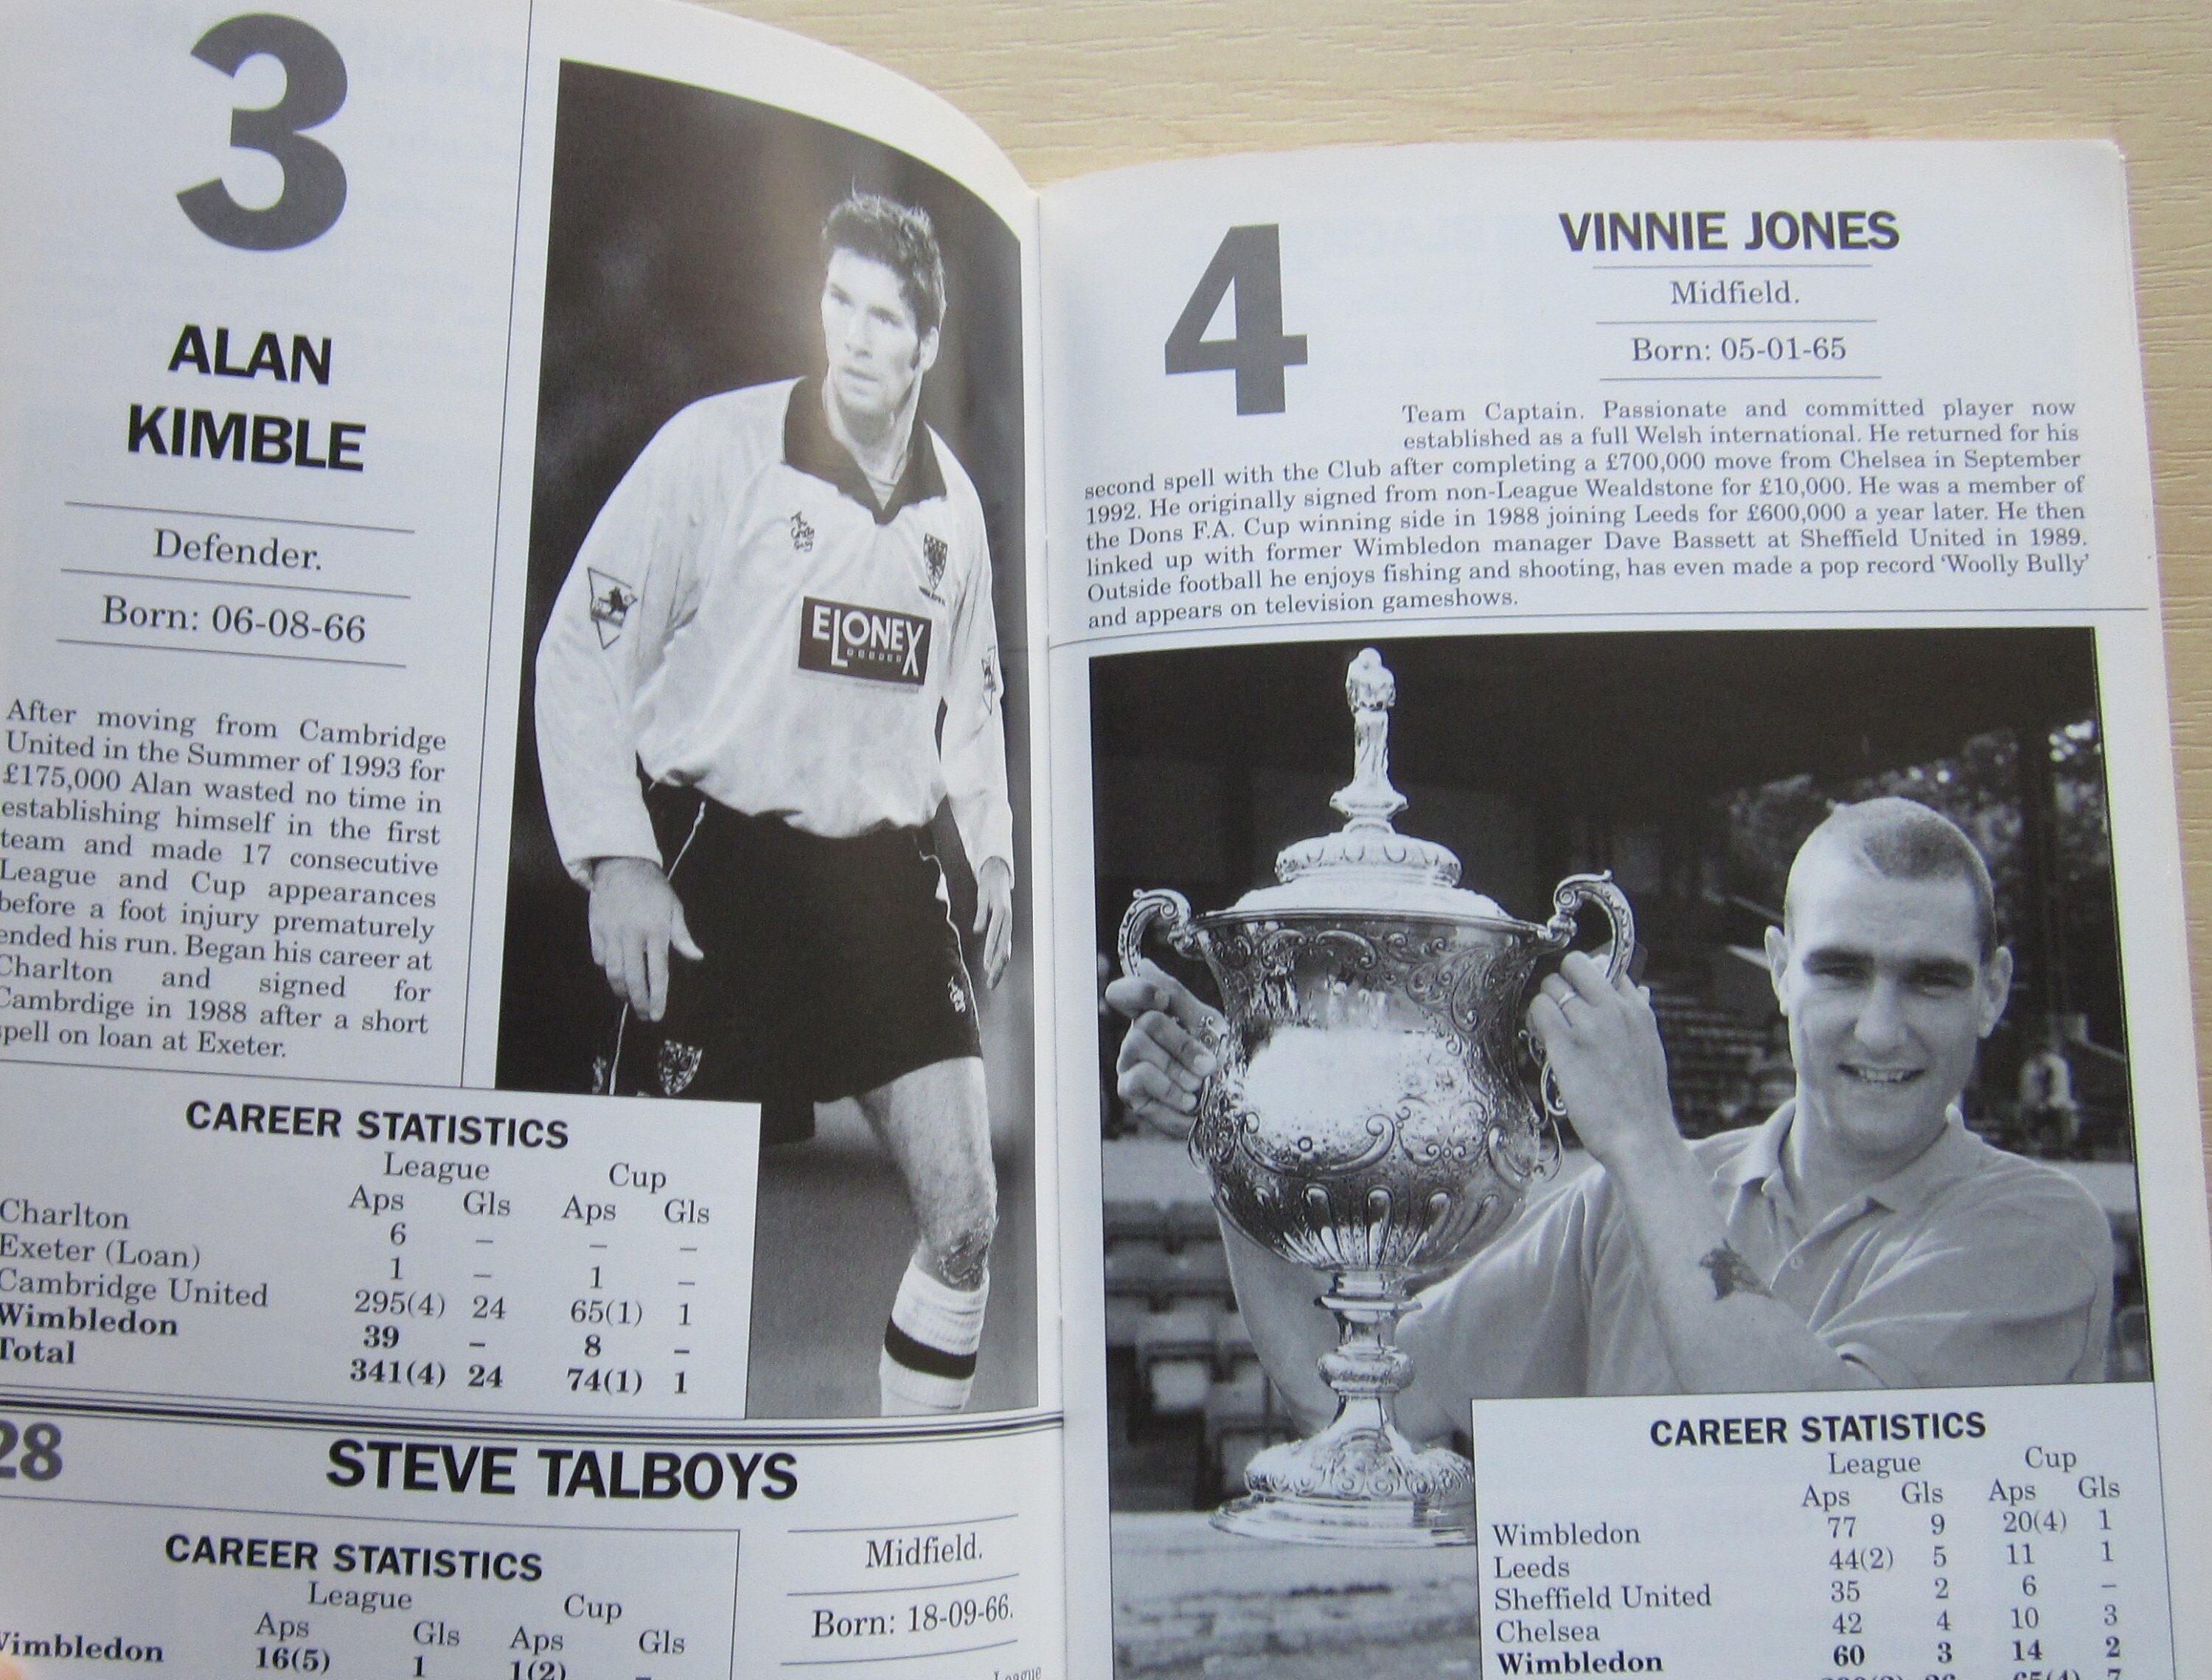 3
ALAN
KIMBLE
Defender.
Born: 06-08-66
After moving from Cambridge
United in the Summer of 1993 for
£175,000 Alan wasted no time in
establishing himself in the first
team and made 17 consecutive
League and Cup appearances
before a foot injury prematurely
ended his run. Began his career at
Charlton and signed for
Cambrdige in 1988 after a short
spell on loan at Exeter.
ELONEX
CAREER STATISTICS
League Cup
Aps Gls Aps Gls
Charlton 6 – – –
Exeter (Loan) 1 – 1 –
Cambridge United 295(4) 24 65(1) 1
Wimbledon 39 – 8 –
Total 341(4) 24 74(1) 1
28
STEVE TALBOYS
CAREER STATISTICS
League Cup
Aps Gls Aps Gls
Wimbledon 16(5) 1 1(2) –
Midfield.
Born: 18-09-66.
League
4
VINNIE JONES
Midfield.
Born: 05-01-65
Team Captain. Passionate and committed player now
established as a full Welsh international. He returned for his
second spell with the Club after completing a £700,000 move from Chelsea in September
1992. He originally signed from non-League Wealdstone for £10,000. He was a member of
the Dons F.A. Cup winning side in 1988 joining Leeds for £600,000 a year later. He then
linked up with former Wimbledon manager Dave Bassett at Sheffield United in 1989.
Outside football he enjoys fishing and shooting, has even made a pop record ‘Woolly Bully’
and appears on television gameshows.
CAREER STATISTICS
League Cup
Aps Gls Aps Gls
Wimbledon 77 9 20(4) 1
Leeds 44(2) 5 11 1
Sheffield United 35 2 6 –
Chelsea 42 4 10 3
Wimbledon 60 3 14 2